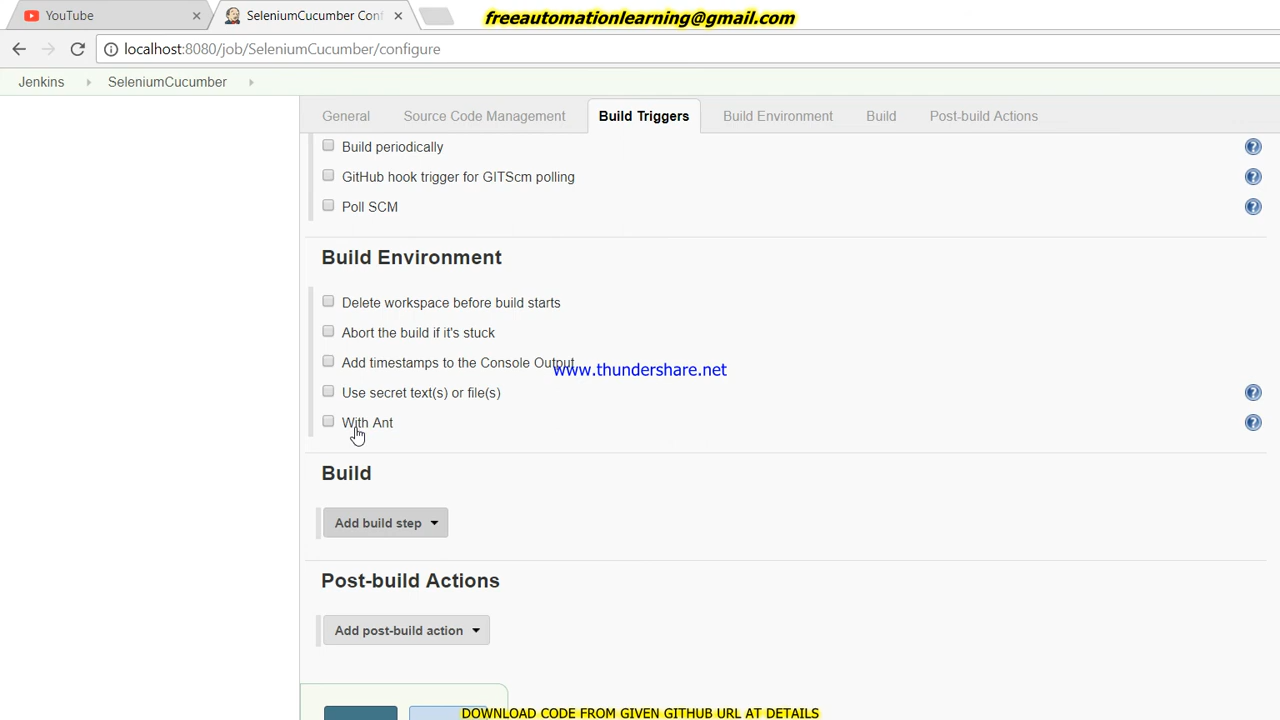 YouTube
SeleniumCucumber Conf
freeautomationlearning@gmail.com
localhost:8080/job/SeleniumCucumber/configure
Jenkins SeleniumCucumber
General Source Code Management Build Triggers Build Environment Build Post-build Actions
Build periodically
GitHub hook trigger for GITScm polling
Poll SCM
Build Environment
Delete workspace before build starts
Abort the build if it's stuck
Add timestamps to the Console Output
www.thundershare.net
Use secret text(s) or file(s)
With Ant
Build
Add build step
Post-build Actions
Add post-build action
DOWNLOAD CODE FROM GIVEN GITHUB URL AT DETAILS